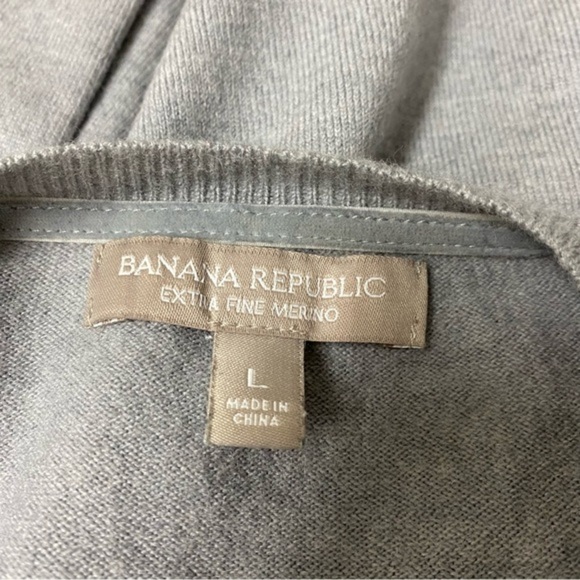 BANANA REPUBLIC
EXTRA FINE MERINO
L
MADE IN
CHINA